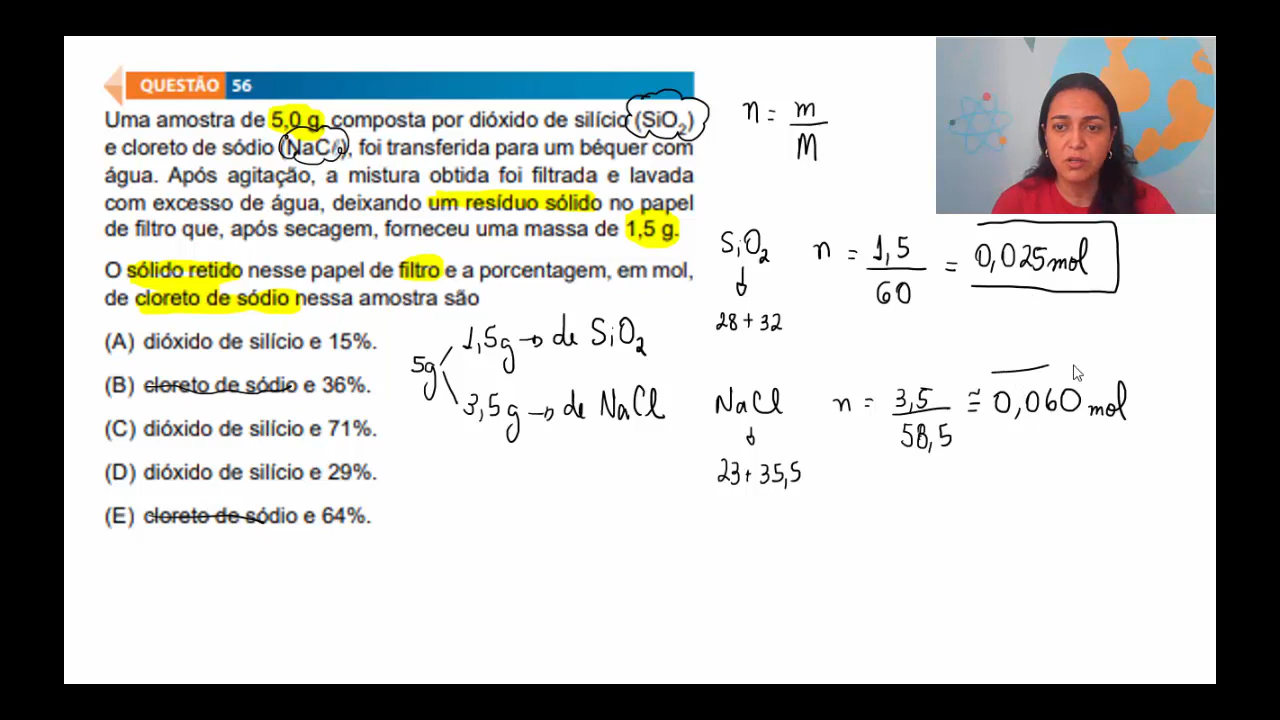 QUESTÃO 56
Uma amostra de 5,0 g, composta por dióxido de silício (SiO₂)
e cloreto de sódio (NaCl), foi transferida para um béquer com
água. Após agitação, a mistura obtida foi filtrada e lavada
com excesso de água, deixando um resíduo sólido no papel
de filtro que, após secagem, forneceu uma massa de 1,5 g.
O sólido retido nesse papel de filtro e a porcentagem, em mol,
de cloreto de sódio nessa amostra são
(A) dióxido de silício e 15%.
(B) cloreto de sódio e 36%.
(C) dióxido de silício e 71%.
(D) dióxido de silício e 29%.
(E) cloreto de sódio e 64%.
5g
1,5g → de SiO₂
3,5g → de NaCl
n = m
M
SiO₂ n = 1,5 = 0,025 mol
60
↓
28 + 32
NaCl n = 3,5 ≅ 0,060 mol
58,5
↓
23 + 35,5